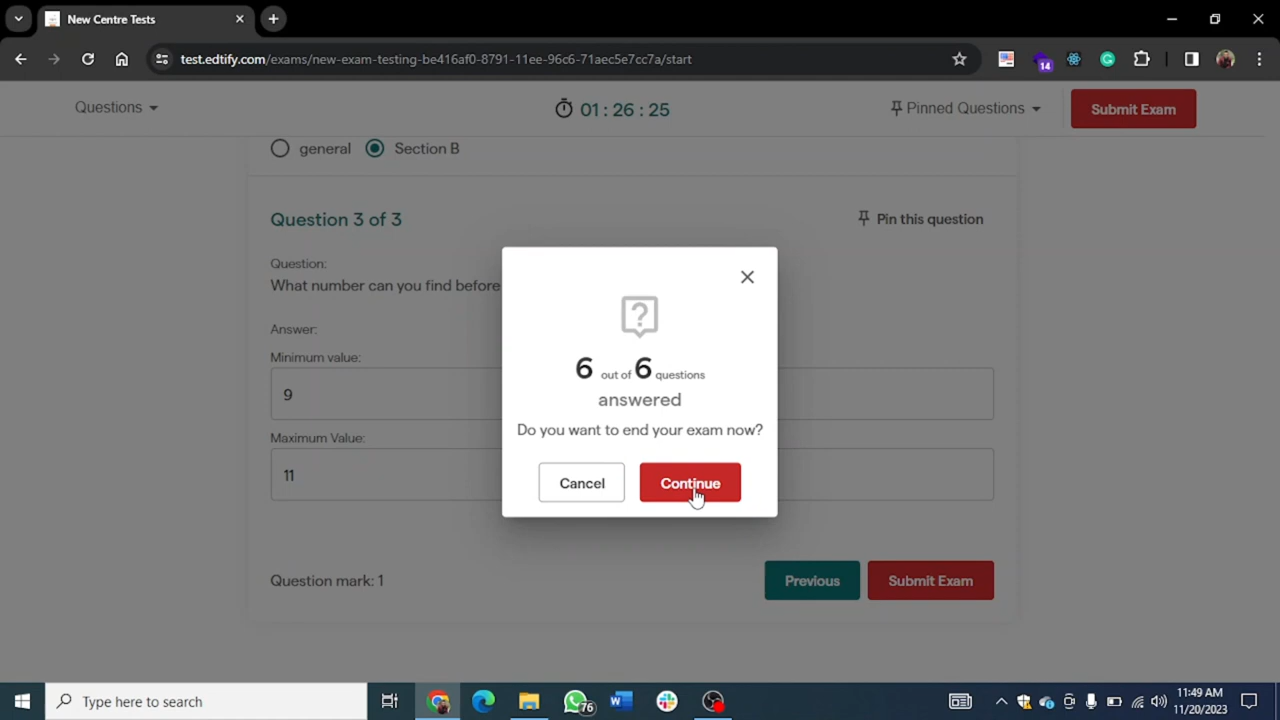 New Centre Tests
test.edtify.com/exams/new-exam-testing-be416af0-8791-11ee-96c6-71aec5e7cc7a/start
14
Questions
01 : 26 : 25
Pinned Questions
Submit Exam
general
Section B
Question 3 of 3
Pin this question
Question:
What number can you find before
Answer:
Minimum value:
9
Maximum Value:
11
?
6 out of 6 questions
answered
Do you want to end your exam now?
Cancel
Continue
Question mark: 1
Previous
Submit Exam
Type here to search
76
11:49 AM
11/20/2023